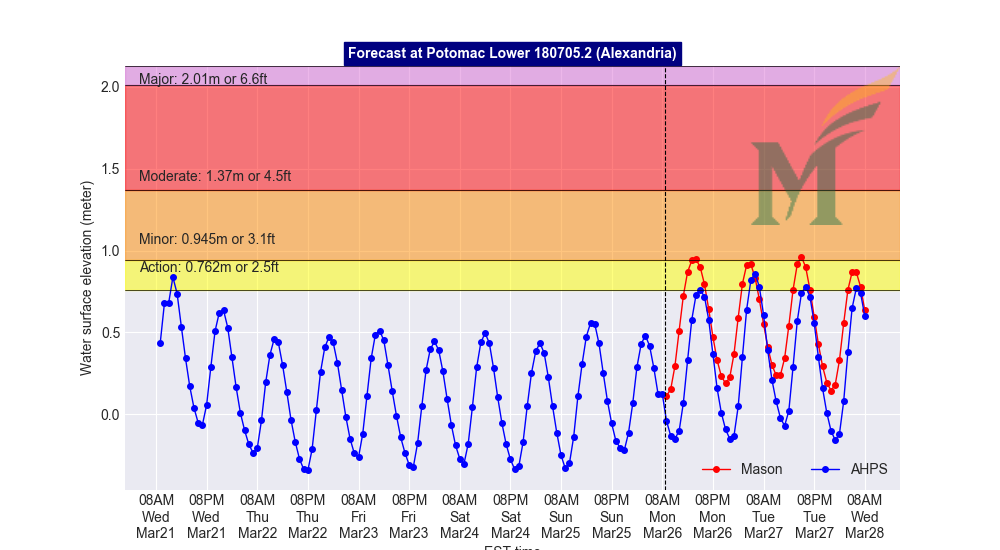 Forecast at Potomac Lower 180705.2 (Alexandria)
Major: 2.01m or 6.6ft
Moderate: 1.37m or 4.5ft
Minor: 0.945m or 3.1ft
Action: 0.762m or 2.5ft
Water surface elevation (meter)
2.0
1.5
1.0
0.5
0.0
M
Mason AHPS
08AM 08PM 08AM 08PM 08AM 08PM 08AM 08PM 08AM 08PM 08AM 08PM 08AM 08PM 08AM
Wed Wed Thu Thu Fri Fri Sat Sat Sun Sun Mon Mon Tue Tue Wed
Mar21 Mar21 Mar22 Mar22 Mar23 Mar23 Mar24 Mar24 Mar25 Mar25 Mar26 Mar26 Mar27 Mar27 Mar28
EST time